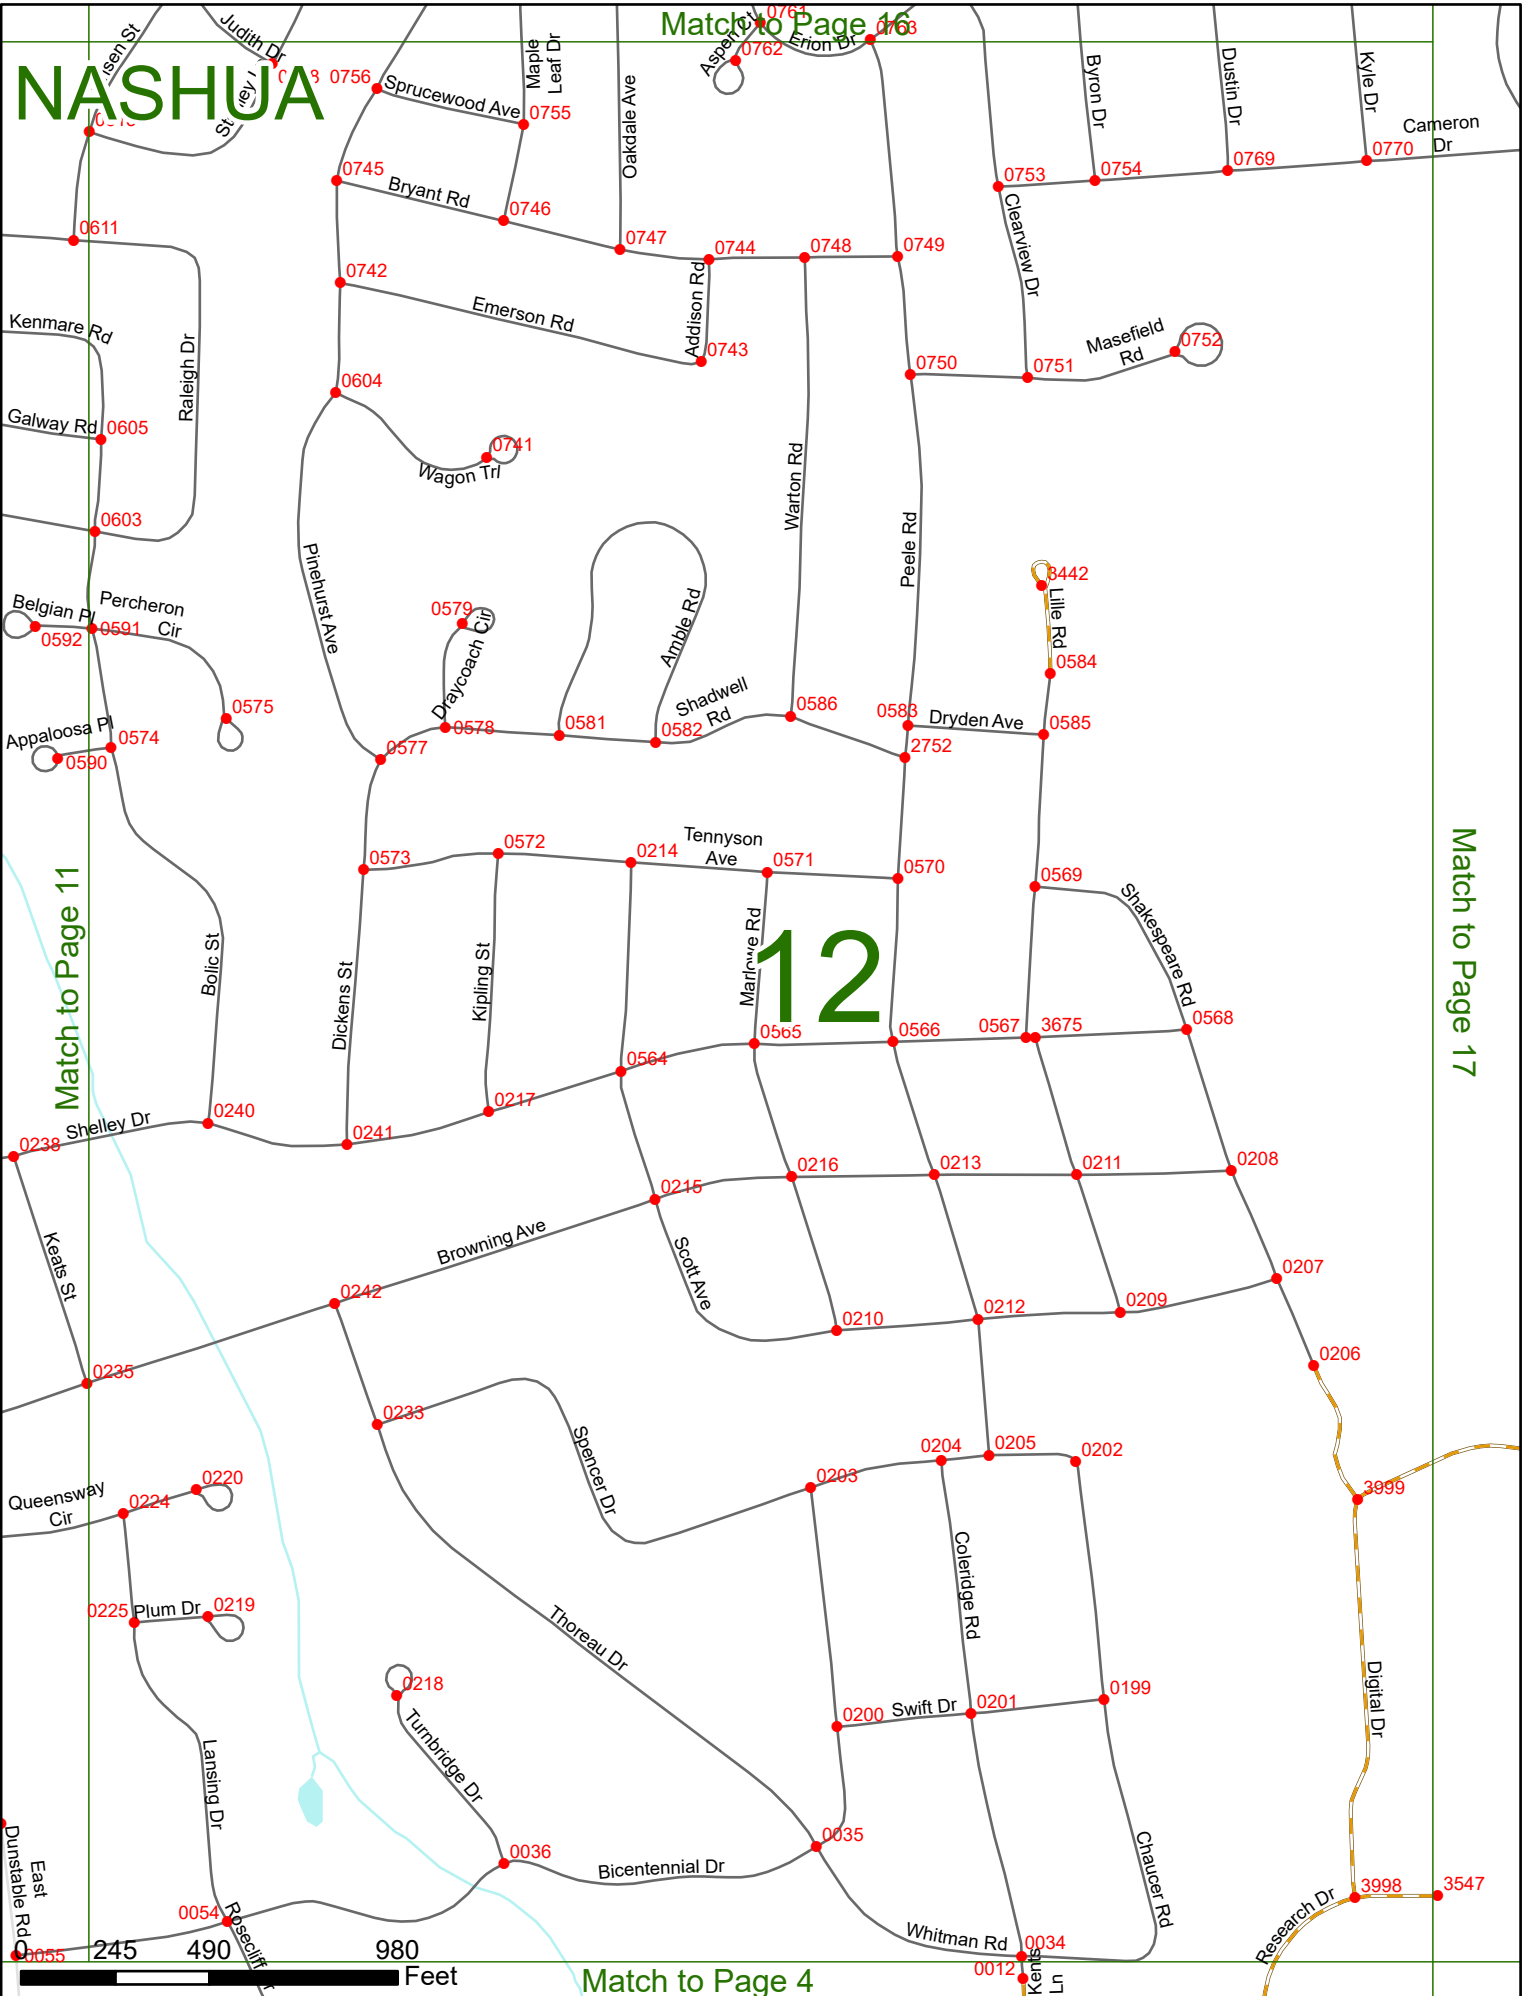 Match to Page 16
NASHUA
Judith Dr
Aspen Ct
0761
0763
Erion Dr
0762
0756
Sprucewood Ave
Maple
Leaf Dr
0755
Oakdale Ave
Byron Dr
Dustin Dr
Kyle Dr
Cameron
Dr
0770
0769
0754
0753
0745
Bryant Rd
0746
0747
0744
0748
0749
Clearview Dr
0611
0742
Emerson Rd
Addison Rd
0743
Kenmare Rd
Raleigh Dr
Masefield
Rd
0752
0750
0751
0604
Galway Rd
0605
0741
Wagon Trl
Warton Rd
0603
Pinehurst Ave
Peele Rd
3442
Lille Rd
Belgian Pl
0592
Percheron
Cir
0591
0579
Draycoach Cir
Amble Rd
0584
0575
Appaloosa Pl
0574
0590
0577
0578
0581
0582
Shadwell
Rd
0586
0583
Dryden Ave
0585
2752
0573
0572
0214
Tennyson
Ave
0571
0570
0569
Shakespeare Rd
Match to Page 11
Match to Page 17
Bolic St
Dickens St
Kipling St
Marlowe Rd
12
0565
0566
0567
3675
0568
0564
0217
0240
Shelley Dr
0238
0241
0216
0213
0211
0208
0215
Keats St
Browning Ave
Scott Ave
0242
0207
0210
0212
0209
0206
0235
0233
Spencer Dr
0204
0205
0202
0203
3999
Queensway
Cir
0220
0224
Coleridge Rd
0225
Plum Dr
0219
Thoreau Dr
Digital Dr
0218
Turnbridge Dr
0200
Swift Dr
0201
0199
Lansing Dr
0035
0036
Bicentennial Dr
Chaucer Rd
East
Dunstable Rd
0054
Rosecliff Dr
Whitman Rd
0034
Research Dr
3998
3547
0055
0012
Kents
Ln
0
245
490
980
Feet
Match to Page 4